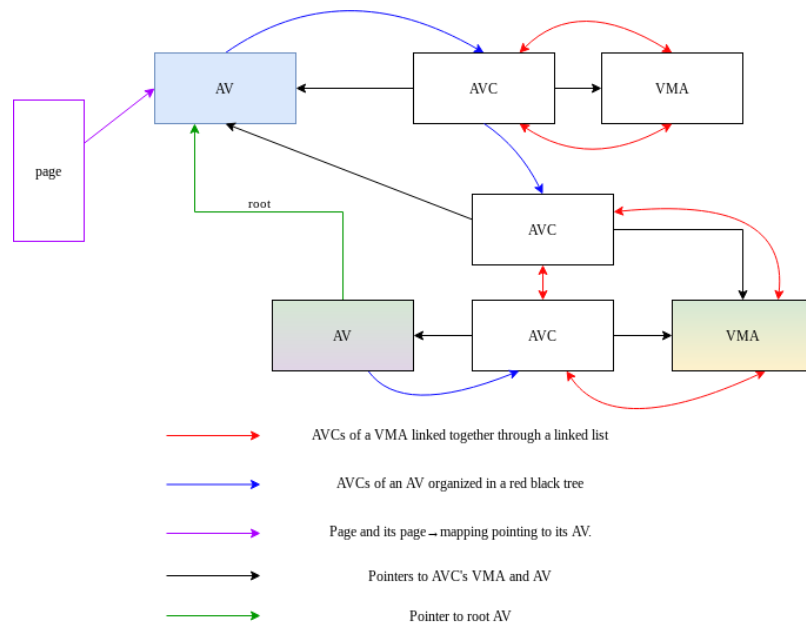 AV
AVC
VMA
page
root
AVC
AV
AVC
VMA
AVCs of a VMA linked together through a linked list
AVCs of an AV organized in a red black tree
Page and its page→mapping pointing to its AV.
Pointers to AVC's VMA and AV
Pointer to root AV